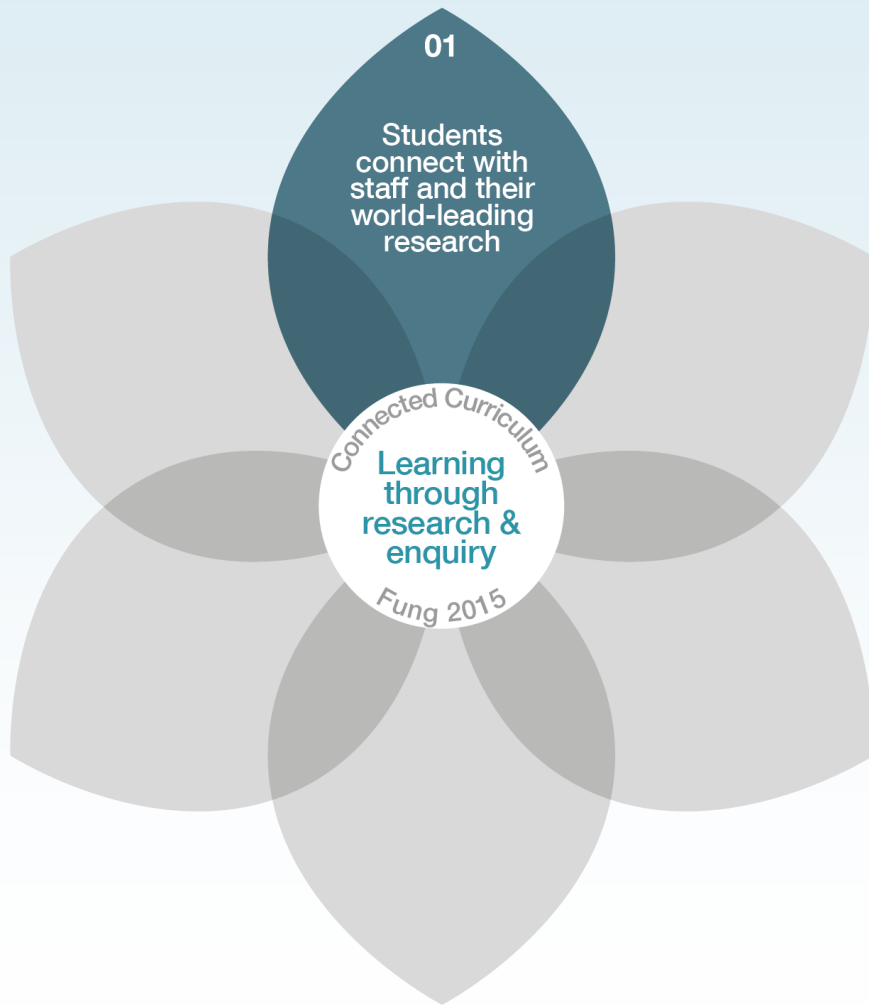 01
Students
connect with
staff and their
world-leading
research
Connected Curriculum
Learning
through
research &
enquiry
Fung 2015